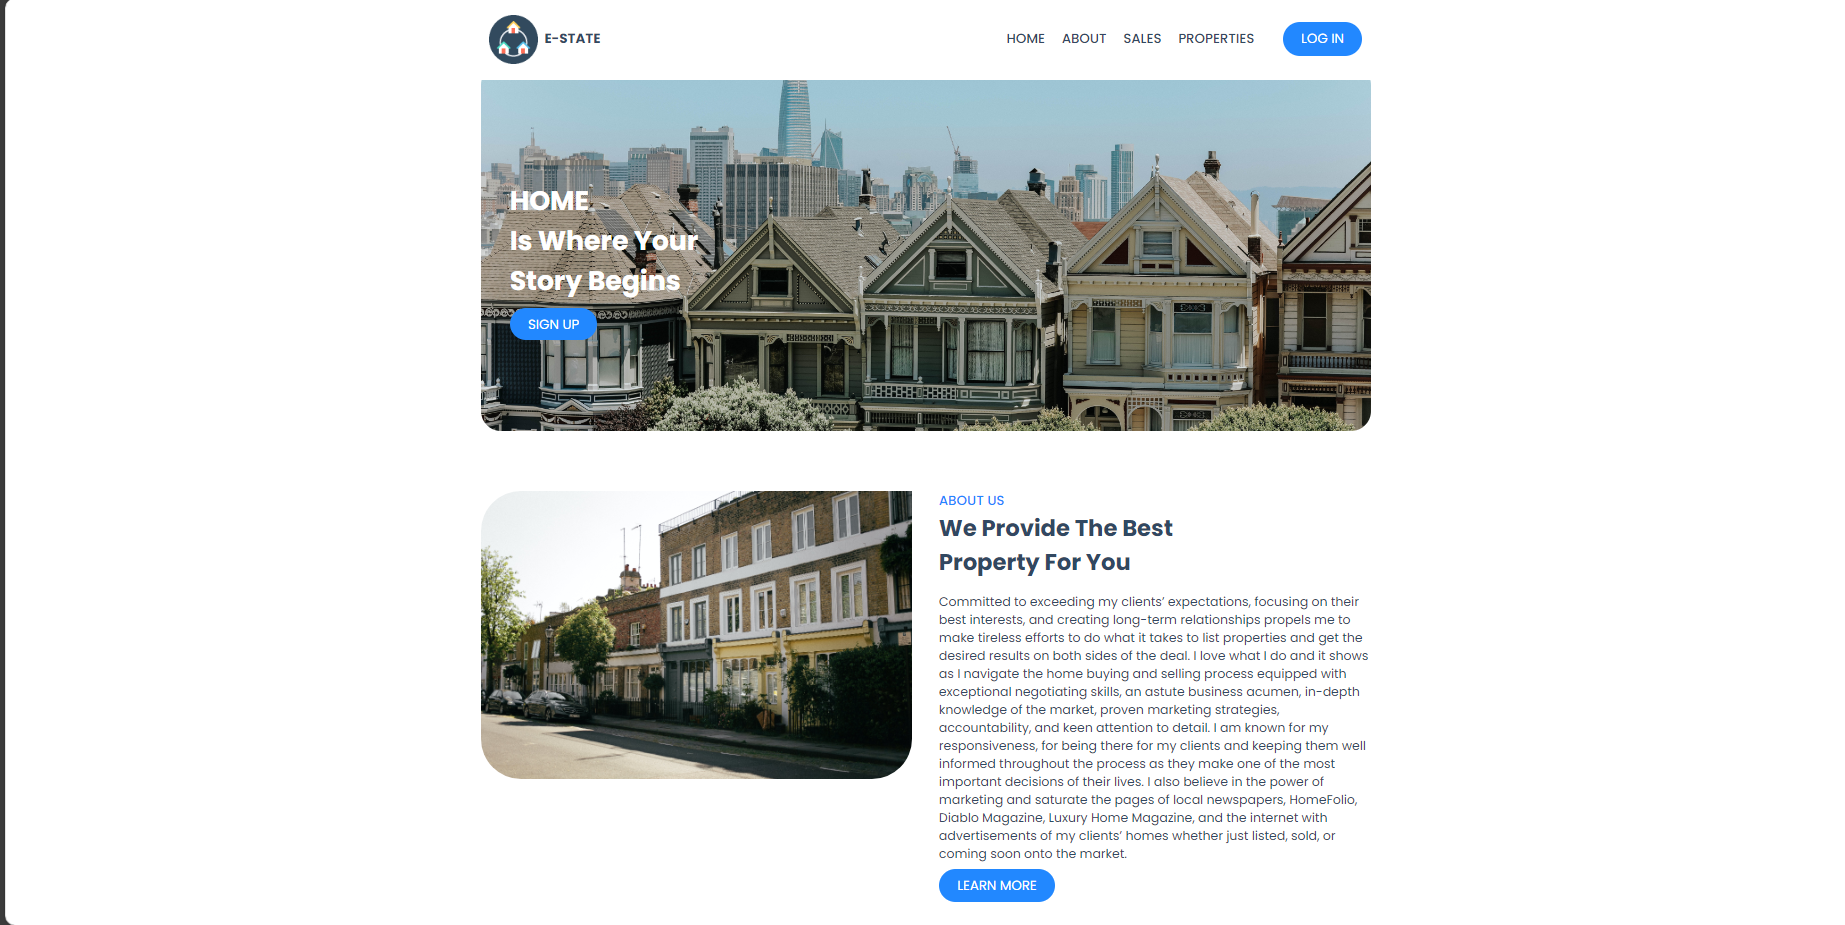 E-STATE
HOME ABOUT SALES PROPERTIES LOG IN
HOME
Is Where Your
Story Begins
SIGN UP
ABOUT US
We Provide The Best
Property For You
Committed to exceeding my clients’ expectations, focusing on their
best interests, and creating long-term relationships propels me to
make tireless efforts to do what it takes to list properties and get the
desired results on both sides of the deal. I love what I do and it shows
as I navigate the home buying and selling process equipped with
exceptional negotiating skills, an astute business acumen, in-depth
knowledge of the market, proven marketing strategies,
accountability, and keen attention to detail. I am known for my
responsiveness, for being there for my clients and keeping them well
informed throughout the process as they make one of the most
important decisions of their lives. I also believe in the power of
marketing and saturate the pages of local newspapers, HomeFolio,
Diablo Magazine, Luxury Home Magazine, and the internet with
advertisements of my clients’ homes whether just listed, sold, or
coming soon onto the market.
LEARN MORE